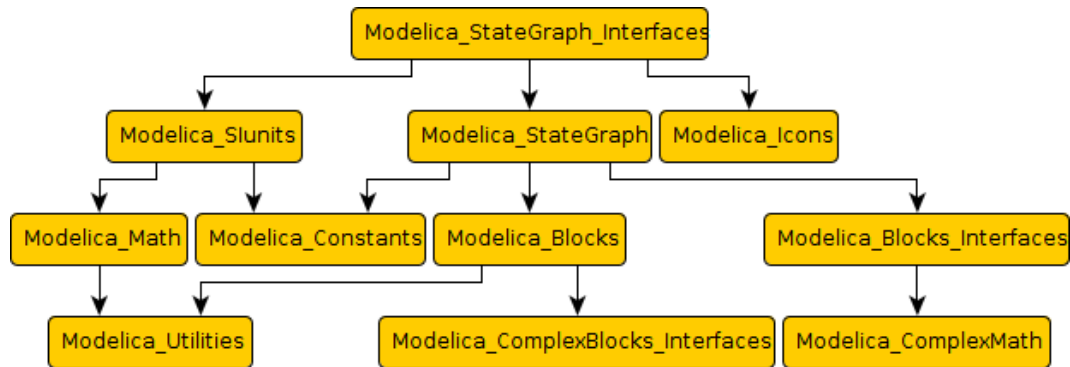 Modelica_StateGraph_Interfaces
Modelica_SIunits
Modelica_StateGraph
Modelica_Icons
Modelica_Math
Modelica_Constants
Modelica_Blocks
Modelica_Blocks_Interfaces
Modelica_Utilities
Modelica_ComplexBlocks_Interfaces
Modelica_ComplexMath